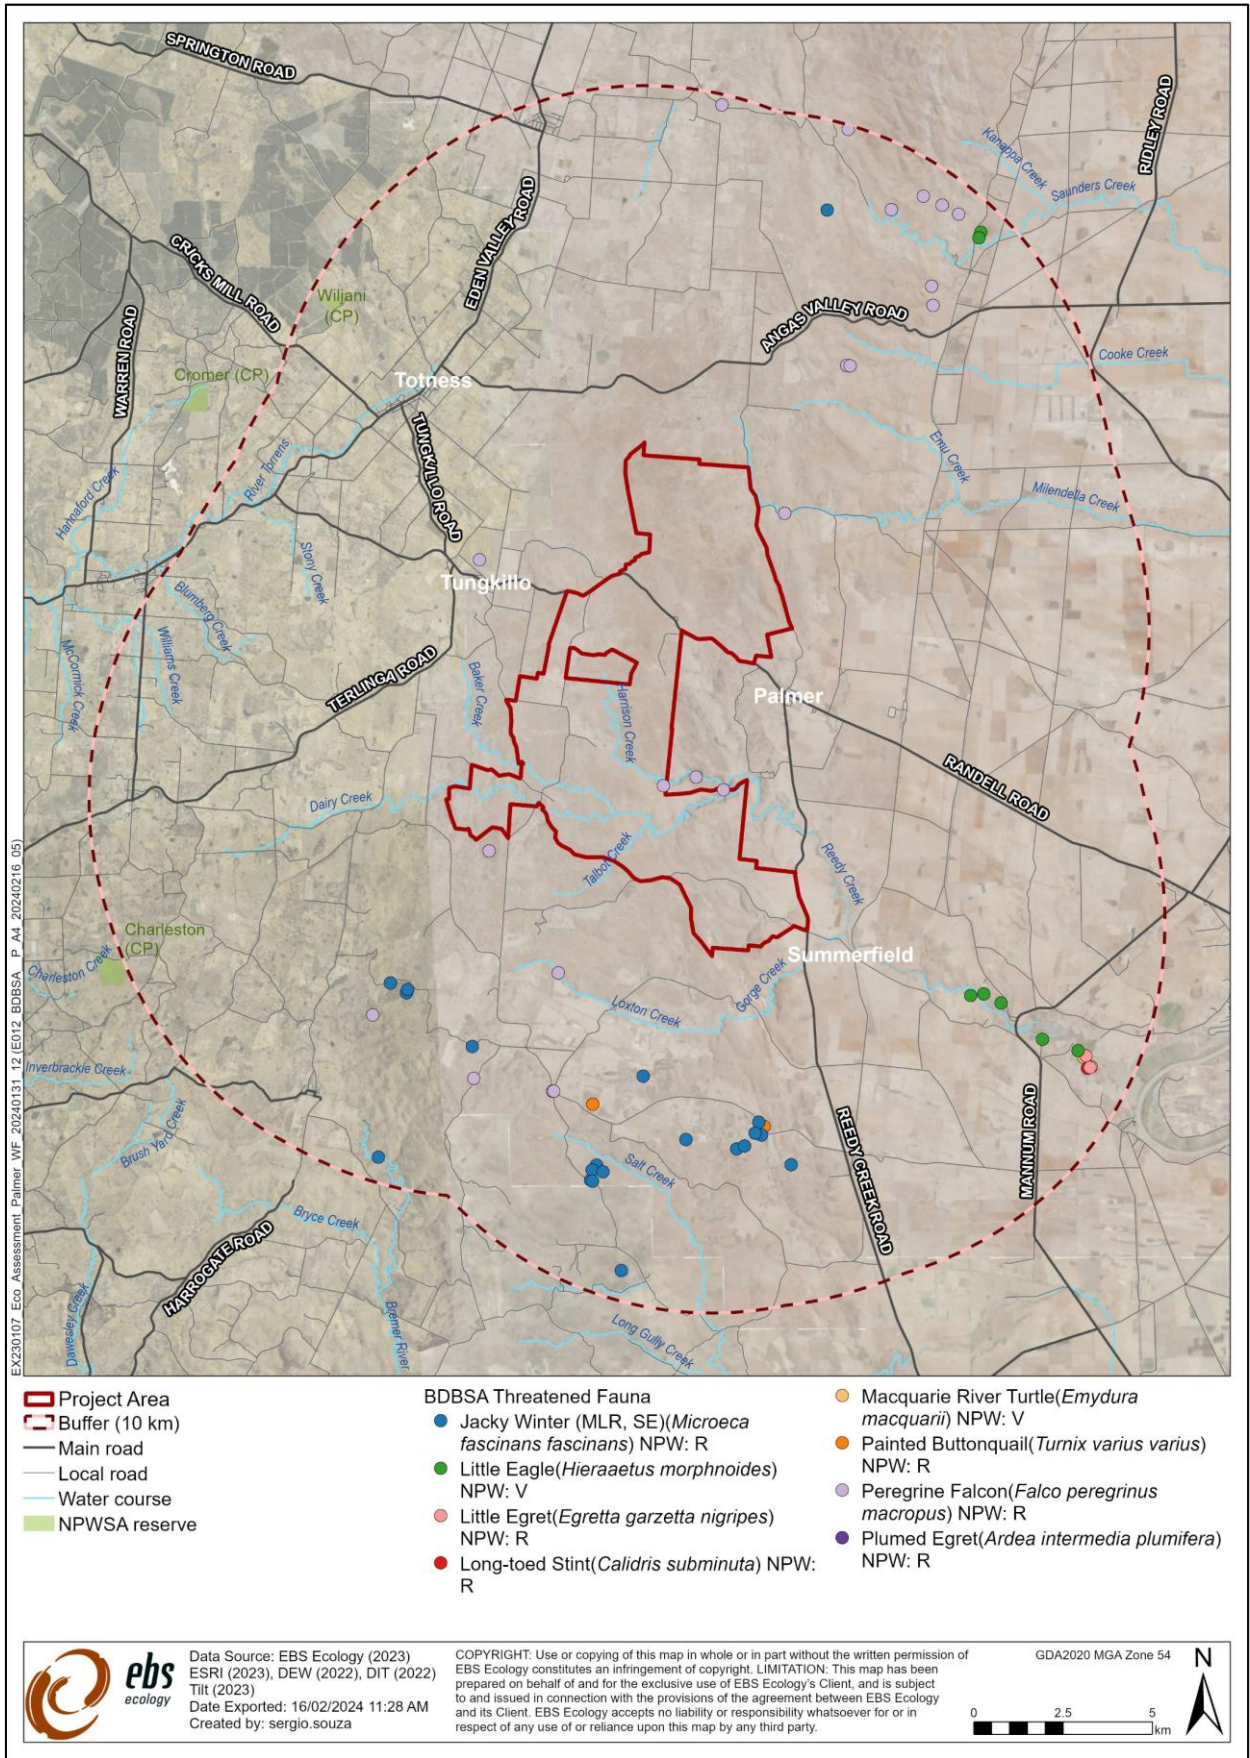 SPRINGTON ROAD
RIDLEY ROAD
Kanappa Creek
Saunders Creek
EDEN VALLEY ROAD
CRICKS MILL ROAD
Wiljani
(CP)
WARREN ROAD
ANGAS VALLEY ROAD
Cooke Creek
Cromer (CP)
Totness
TUNGKILLO ROAD
River Torrens
Hannaford Creek
Emu Creek
Milendella Creek
Stony Creek
Tungkillo
Blumberg Creek
Williams Creek
McCormick Creek
TERLINGA ROAD
Baker Creek
Harrison Creek
Palmer
RANDELL ROAD
Dairy Creek
Talbot Creek
Reedy Creek
Charleston
(CP)
Charleston Creek
Summerfield
Gorge Creek
Loxton Creek
Inverbrackie Creek
Brush Yard Creek
Salt Creek
REEDY CREEK ROAD
MANNUM ROAD
Bryce Creek
HARROGATE ROAD
Bremer River
Dawesley Creek
Long Gully Creek
EX230107_Eco_Assessment_Palmer_WF_20240131_12 (E012_BDBSA__P_A4_20240216_05)
Project Area
Buffer (10 km)
Main road
Local road
Water course
NPWSA reserve
BDBSA Threatened Fauna
Jacky Winter (MLR, SE)(Microeca
fascinans fascinans) NPW: R
Little Eagle(Hieraaetus morphnoides)
NPW: V
Little Egret(Egretta garzetta nigripes)
NPW: R
Long-toed Stint(Calidris subminuta) NPW:
R
Macquarie River Turtle(Emydura
macquarii) NPW: V
Painted Buttonquail(Turnix varius varius)
NPW: R
Peregrine Falcon(Falco peregrinus
macropus) NPW: R
Plumed Egret(Ardea intermedia plumifera)
NPW: R
ebs
ecology
Data Source: EBS Ecology (2023)
ESRI (2023), DEW (2022), DIT (2022)
Tilt (2023)
Date Exported: 16/02/2024 11:28 AM
Created by: sergio.souza
COPYRIGHT: Use or copying of this map in whole or in part without the written permission of
EBS Ecology constitutes an infringement of copyright. LIMITATION: This map has been
prepared on behalf of and for the exclusive use of EBS Ecology's Client, and is subject
to and issued in connection with the provisions of the agreement between EBS Ecology
and its Client. EBS Ecology accepts no liability or responsibility whatsoever for or in
respect of any use of or reliance upon this map by any third party.
GDA2020 MGA Zone 54
N
0 2.5 5
km